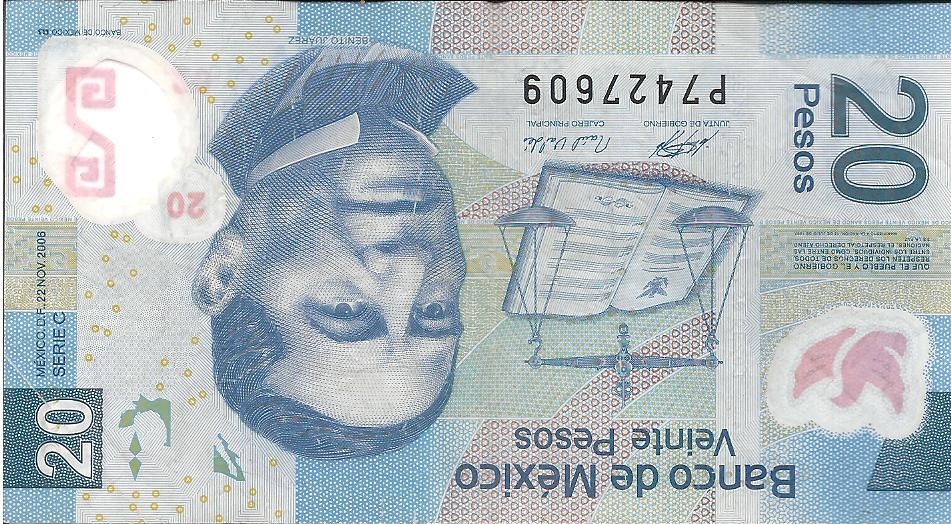 Banco de México
Veinte Pesos
20
QUE EL PUEBLO Y EL GOBIERNO
RESPETEN LOS DERECHOS DE TODOS.
ENTRE LOS INDIVIDUOS, COMO ENTRE LAS
NACIONES, EL RESPETO AL DERECHO AJENO
ES LA PAZ.
JUNTA DE GOBIERNO
CAJERO PRINCIPAL
P7427609
20
Pesos
20
MÉXICO, D.F. 22 NOV. 2006
SERIE C
BENITO JUÁREZ
BANCO DE MÉXICO